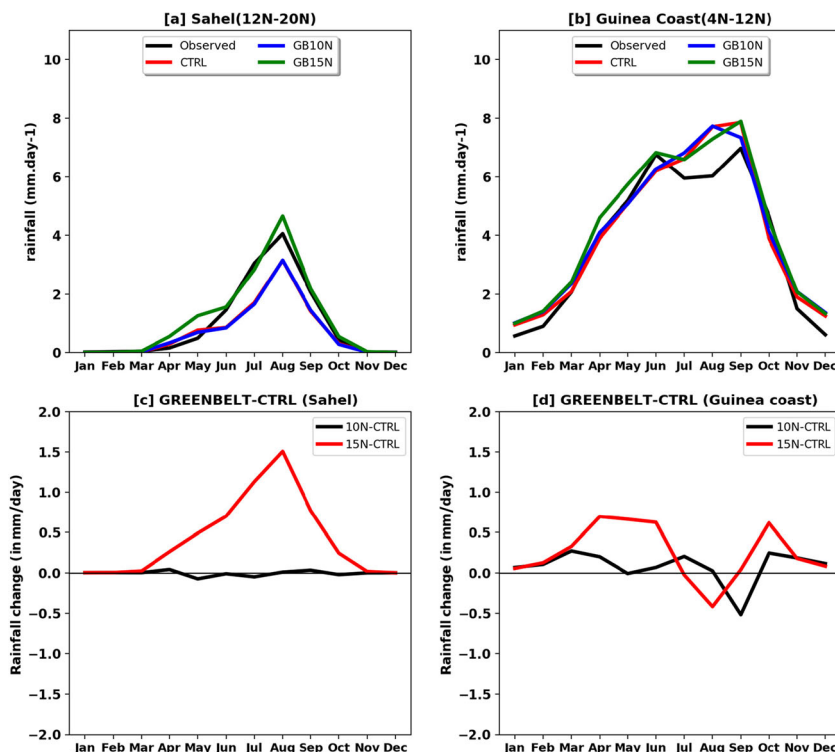 [a] Sahel(12N-20N)
Observed GB10N
CTRL GB15N
rainfall (mm.day-1)
10
8
6
4
2
0
Jan Feb Mar Apr May Jun Jul Aug Sep Oct Nov Dec
[b] Guinea Coast(4N-12N)
Observed GB10N
CTRL GB15N
rainfall (mm.day-1)
10
8
6
4
2
0
Jan Feb Mar Apr May Jun Jul Aug Sep Oct Nov Dec
[c] GREENBELT-CTRL (Sahel)
10N-CTRL
15N-CTRL
Rainfall change (in mm/day)
2.0
1.5
1.0
0.5
0.0
−0.5
−1.0
−1.5
−2.0
Jan Feb Mar Apr May Jun Jul Aug Sep Oct Nov Dec
[d] GREENBELT-CTRL (Guinea coast)
10N-CTRL
15N-CTRL
Rainfall change (in mm/day)
2.0
1.5
1.0
0.5
0.0
−0.5
−1.0
−1.5
−2.0
Jan Feb Mar Apr May Jun Jul Aug Sep Oct Nov Dec